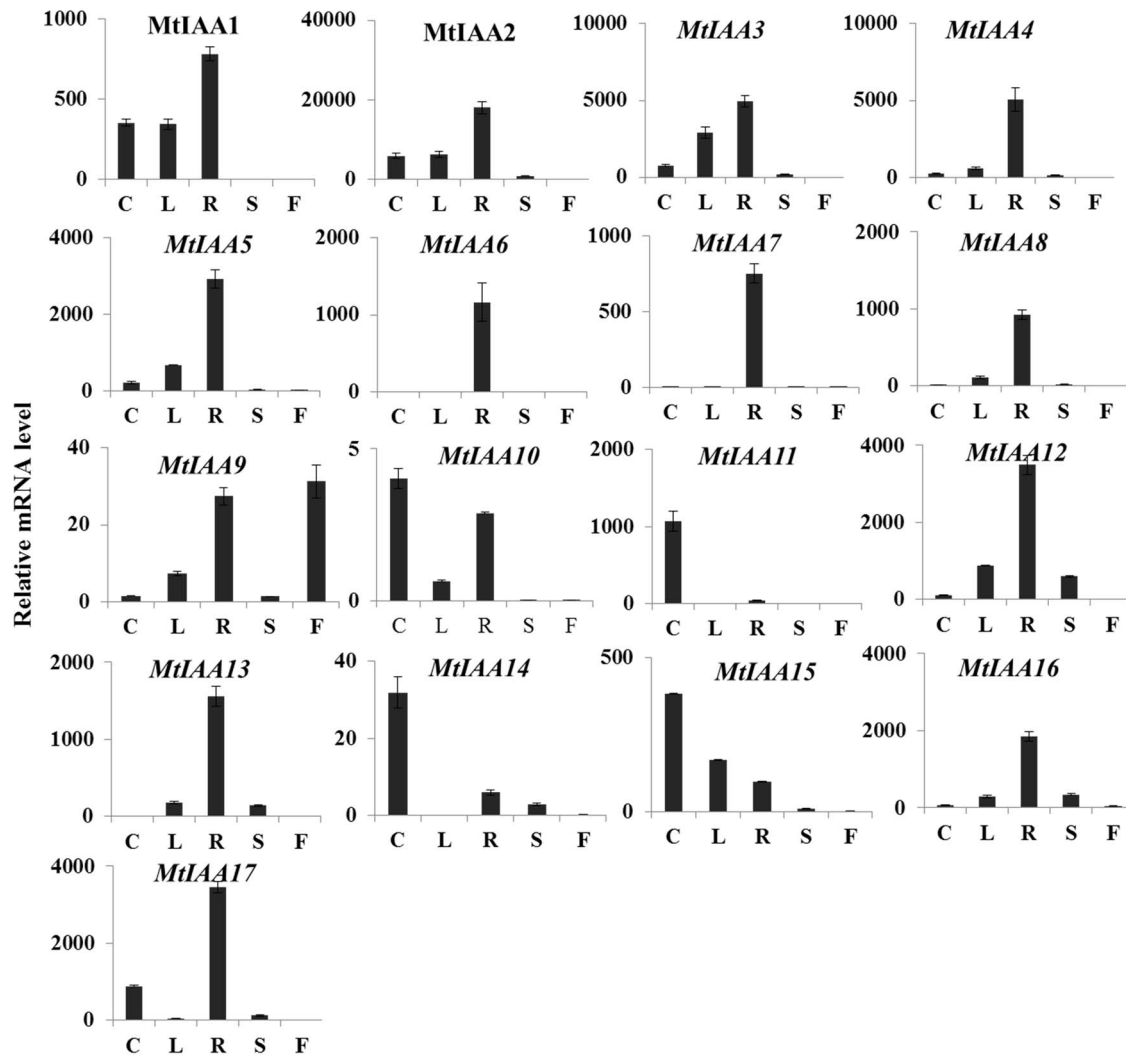 Relative mRNA level
MtIAA1
1000
500
0
C L R S F
MtIAA2
40000
20000
0
C L R S F
MtIAA3
10000
5000
0
C L R S F
MtIAA4
10000
5000
0
C L R S F
MtIAA5
4000
2000
0
C L R S F
MtIAA6
2000
1000
0
C L R S F
MtIAA7
1000
500
0
C L R S F
MtIAA8
2000
1000
0
C L R S F
MtIAA9
40
20
0
C L R S F
MtIAA10
5
0
C L R S F
MtIAA11
2000
1000
0
C L R S F
MtIAA12
4000
2000
0
C L R S F
MtIAA13
2000
1000
0
C L R S F
MtIAA14
40
20
0
C L R S F
MtIAA15
500
0
C L R S F
MtIAA16
4000
2000
0
C L R S F
MtIAA17
4000
2000
0
C L R S F